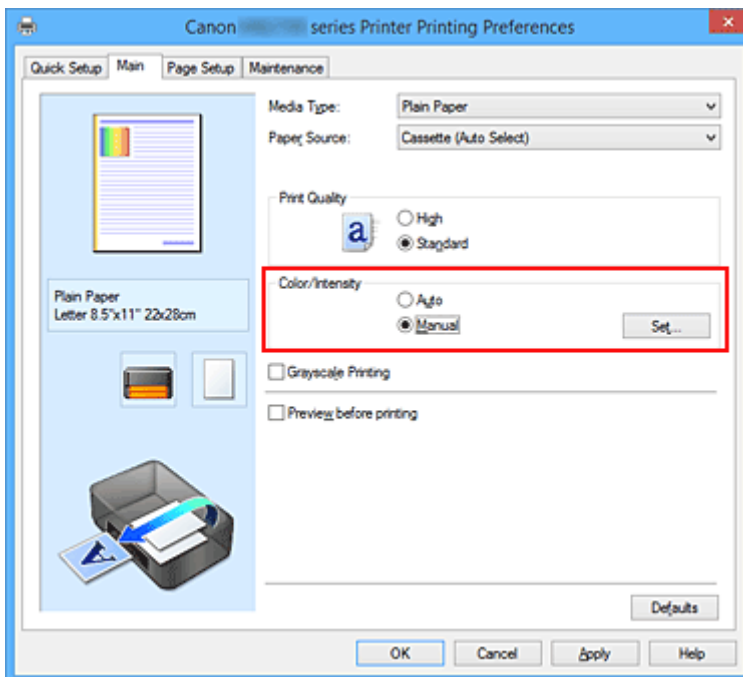 Canon series Printer Printing Preferences
Quick Setup Main Page Setup Maintenance
Media Type: Plain Paper
Paper Source: Cassette (Auto Select)
Print Quality
a
High
Standard
Color/Intensity
Auto
Manual Set...
Plain Paper
Letter 8.5"x11" 22x28cm
Grayscale Printing
Preview before printing
A
Defaults
OK Cancel Apply Help